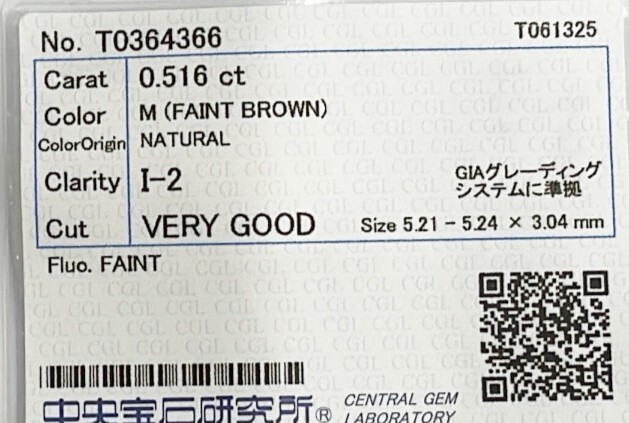 No. T0364366 T061325
Carat 0.516 ct
Color M (FAINT BROWN)
ColorOrigin NATURAL
Clarity I-2 GIAグレーディング
システムに準拠
Cut VERY GOOD Size 5.21 - 5.24 × 3.04 mm
Fluo. FAINT
中央宝石研究所® CENTRAL GEM
LABORATORY